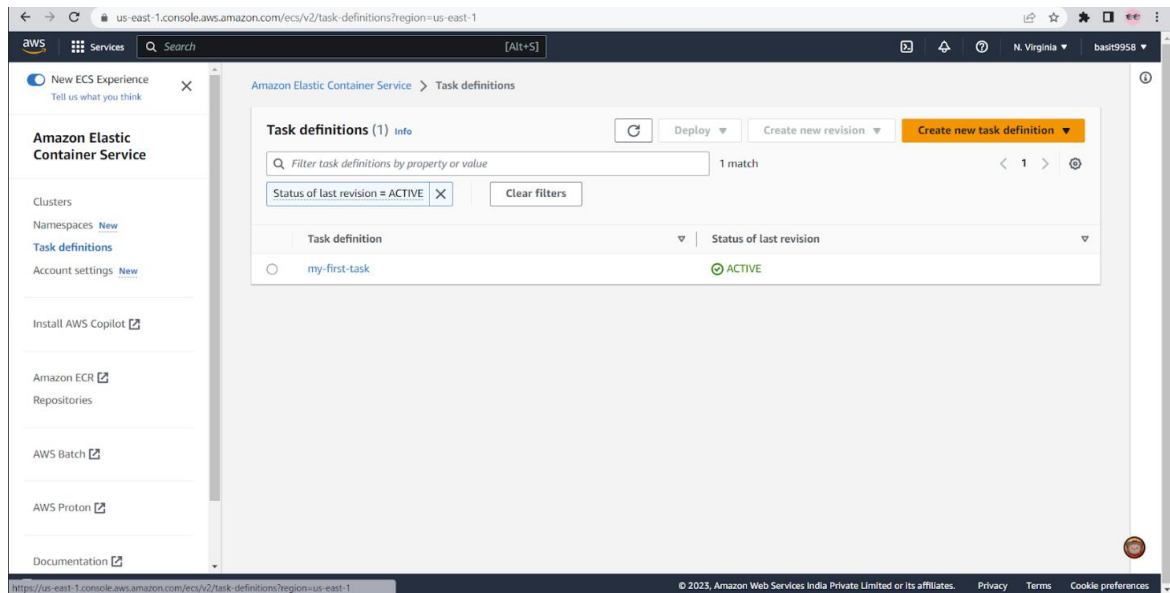 us-east-1.console.aws.amazon.com/ecs/v2/task-definitions?region=us-east-1
aws
Services
Search
[Alt+S]
N. Virginia
basit9958
New ECS Experience
Tell us what you think
Amazon Elastic
Container Service
Clusters
Namespaces New
Task definitions
Account settings New
Install AWS Copilot
Amazon ECR
Repositories
AWS Batch
AWS Proton
Documentation
Amazon Elastic Container Service > Task definitions
Task definitions (1) Info
Deploy
Create new revision
Create new task definition
Filter task definitions by property or value
1 match
< 1 >
Status of last revision = ACTIVE
Clear filters
Task definition
Status of last revision
my-first-task
ACTIVE
https://us-east-1.console.aws.amazon.com/ecs/v2/task-definitions?region=us-east-1
© 2023, Amazon Web Services India Private Limited or its affiliates.
Privacy
Terms
Cookie preferences